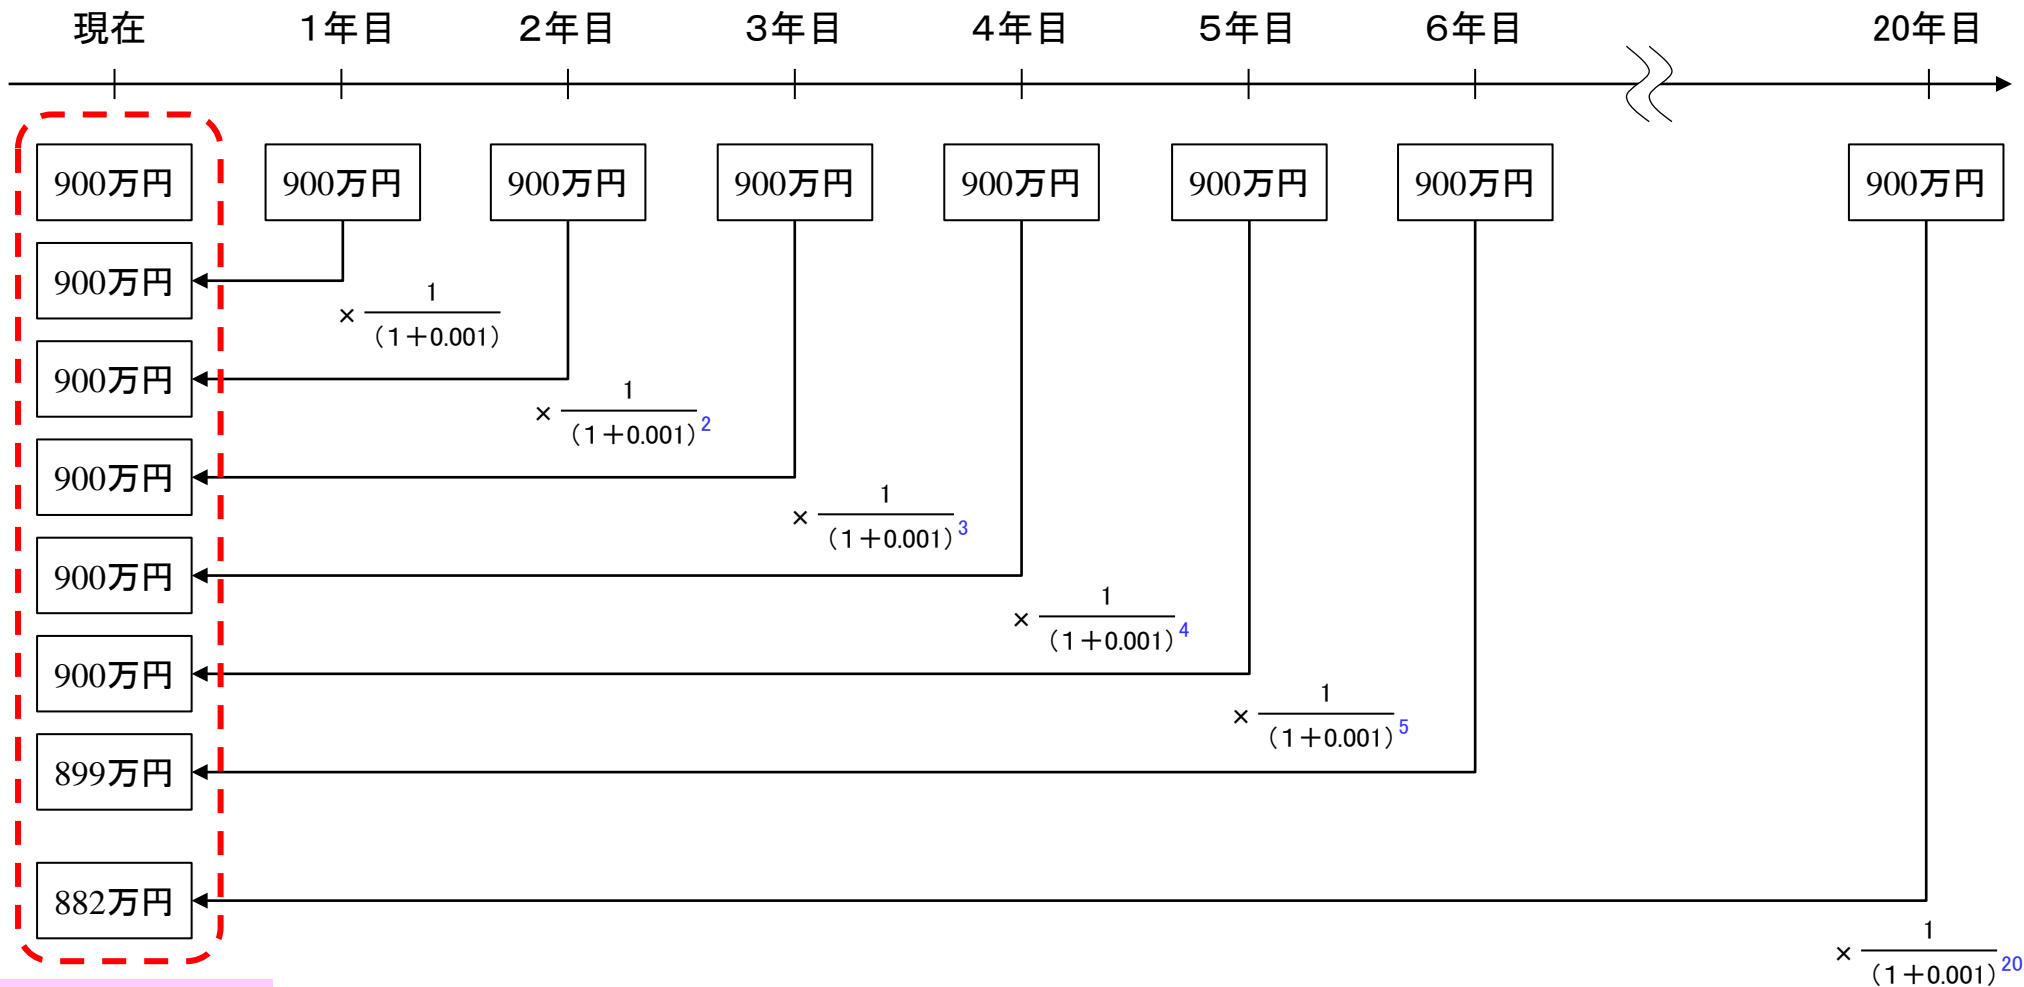 現在 1年目 2年目 3年目 4年目 5年目 6年目 20年目
900万円 900万円 900万円 900万円 900万円 900万円 900万円 900万円
900万円
× 1/(1+0.001)
900万円
× 1/(1+0.001)^2
900万円
× 1/(1+0.001)^3
900万円
× 1/(1+0.001)^4
900万円
× 1/(1+0.001)^5
899万円
882万円
× 1/(1+0.001)^20